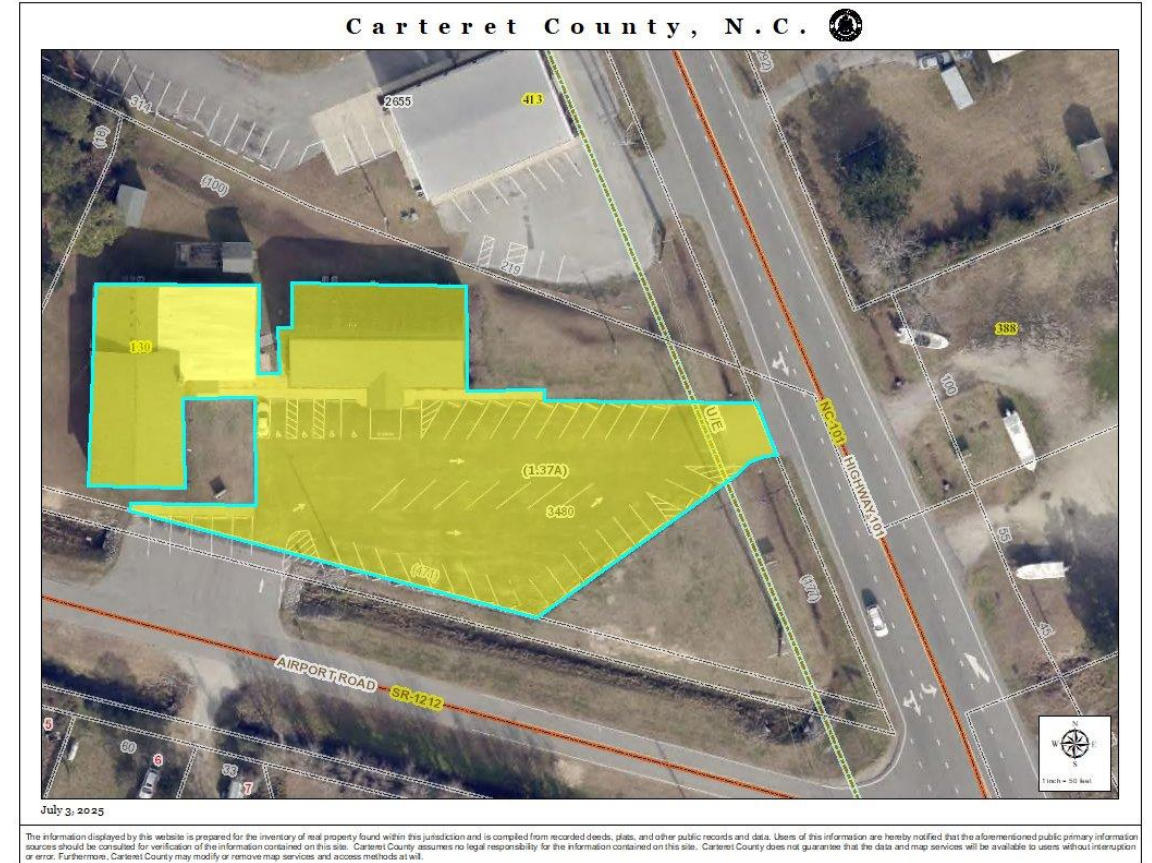 Carteret County, N.C.
(92)
2655
413
314
(18)
(100)
219
388
130
100
U/E
NC-101
HIGHWAY 101
(1.37A)
3480
55
(471)
(171)
46
AIRPORT ROAD
SR-1212
5
60
6
33
7
N
W E
S
1 inch = 50 feet
July 3, 2025
The information displayed by this website is prepared for the inventory of real property found within this jurisdiction and is compiled from recorded deeds, plats, and other public records and data. Users of this information are hereby notified that the aforementioned public primary information
sources should be consulted for verification of the information contained on this site. Carteret County assumes no legal responsibility for the information contained on this site. Carteret County does not guarantee that the data and map services will be available to users without interruption
or error. Furthermore, Carteret County may modify or remove map services and access methods at will.